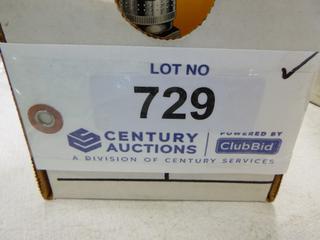 LOT NO
729
CENTURY
AUCTIONS
POWERED BY
ClubBid
A DIVISION OF CENTURY SERVICES